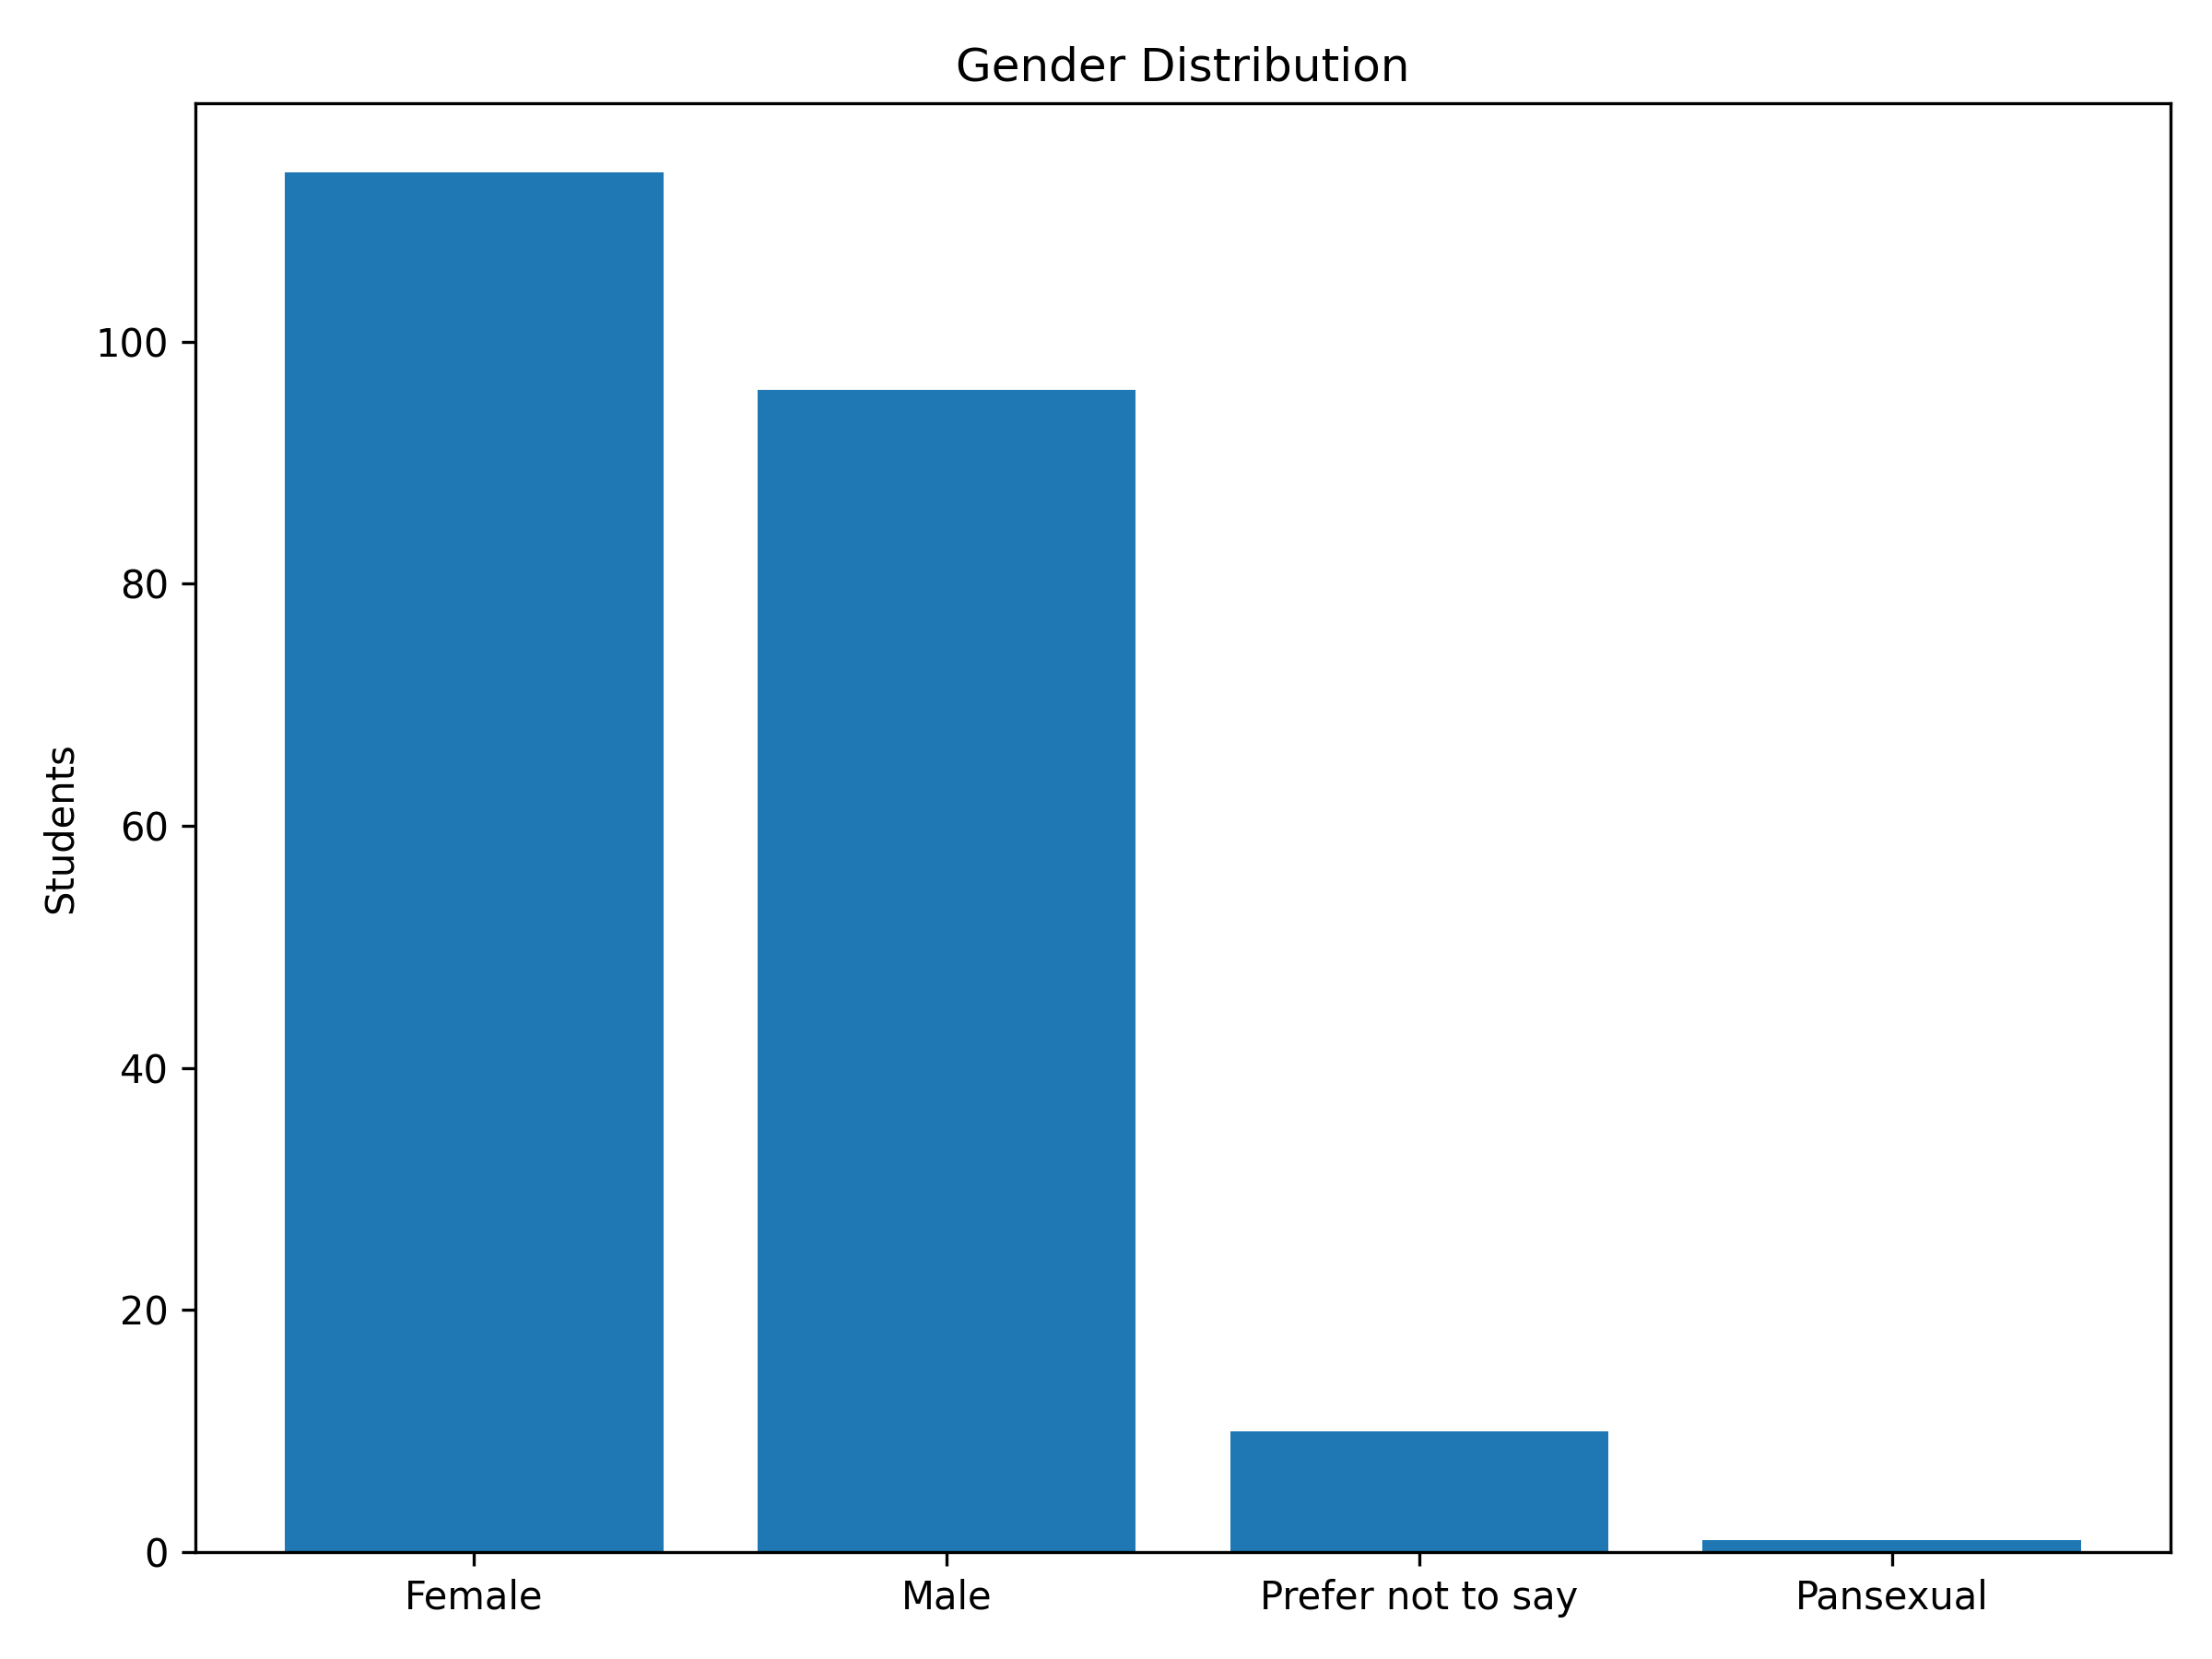 Gender Distribution
Students
100
80
60
40
20
0
Female
Male
Prefer not to say
Pansexual